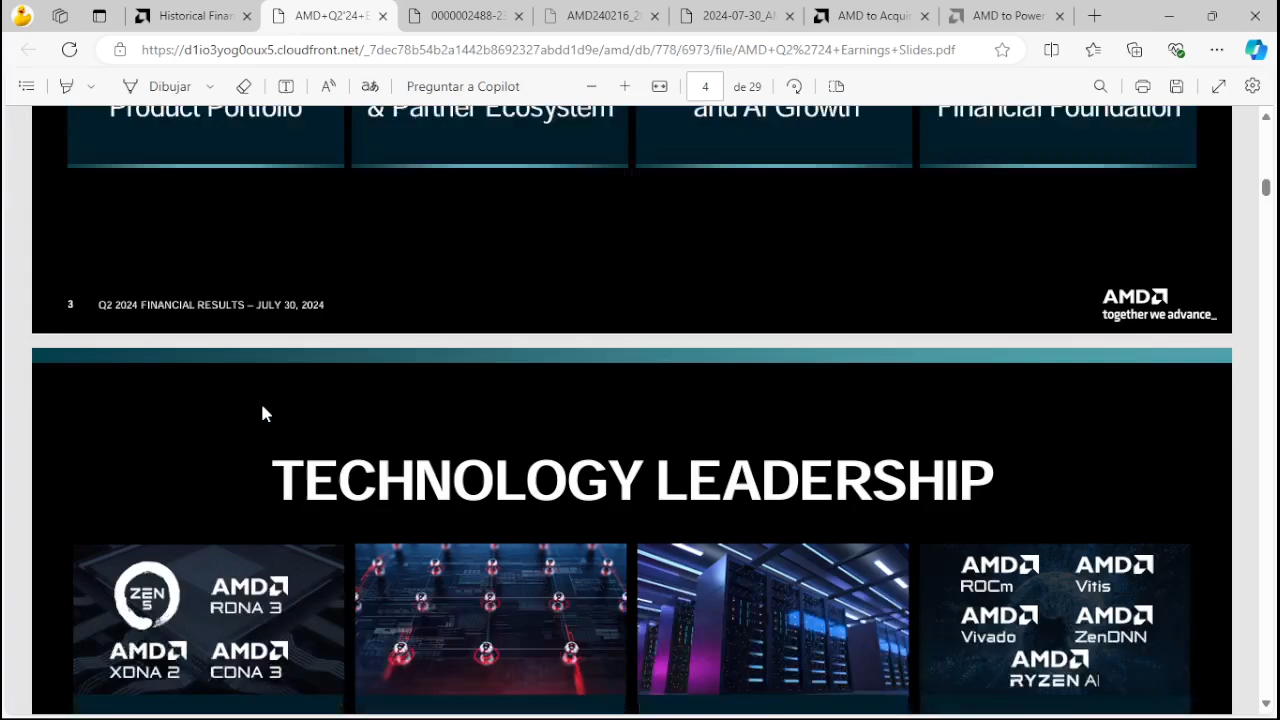 Historical Finan
AMD+Q2'24+E
0000002488-23
AMD240216_2
2024-07-30_AM
AMD to Acqui
AMD to Power
https://d1io3yog0oux5.cloudfront.net/_7dec78b54b2a1442b8692327abdd1d9e/amd/db/778/6973/file/AMD+Q2%2724+Earnings+Slides.pdf
Dibujar
Preguntar a Copilot
4
de 29
Product Portfolio
& Partner Ecosystem
and AI Growth
Financial Foundation
3 Q2 2024 FINANCIAL RESULTS – JULY 30, 2024
AMD
together we advance_
TECHNOLOGY LEADERSHIP
ZEN 5
AMD RDNA 3
AMD XDNA 2
AMD CDNA 3
AMD ROCm
AMD Vitis
AMD Vivado
AMD ZenDNN
AMD RYZEN AI